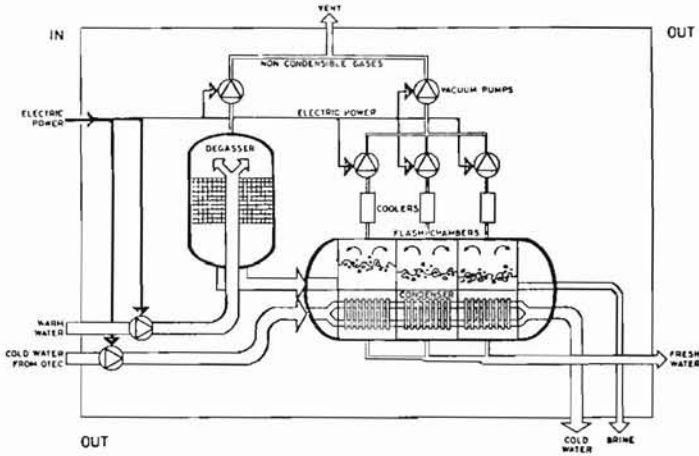 VENT
IN
OUT
NON CONDENSIBLE GASES
VACUUM PUMPS
ELECTRIC
POWER
ELECTRIC POWER
DEGASSER
COOLERS
FLASH-CHAMBERS
CONDENSER
WARM
WATER
COLD WATER
FROM OTEC
FRESH
WATER
OUT
COLD
WATER
BRINE